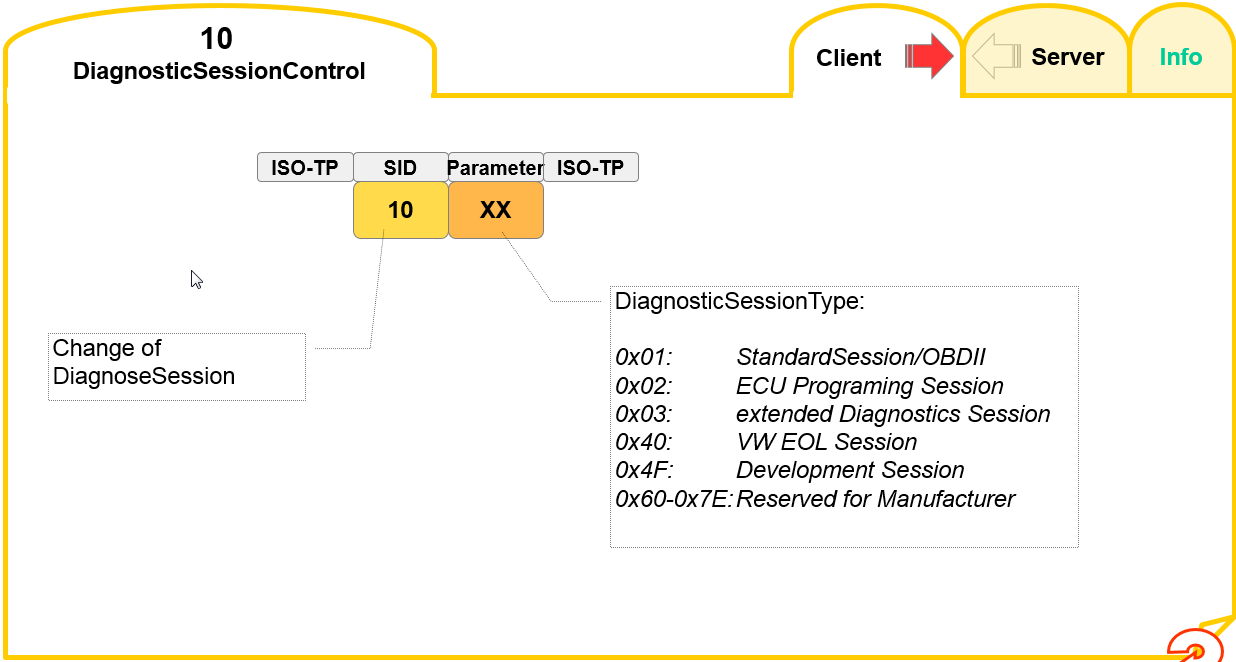 10
DiagnosticSessionControl
Client
Server
Info
ISO-TP SID Parameter ISO-TP
10 XX
Change of
DiagnoseSession
DiagnosticSessionType:
0x01: StandardSession/OBDII
0x02: ECU Programing Session
0x03: extended Diagnostics Session
0x40: VW EOL Session
0x4F: Development Session
0x60-0x7E: Reserved for Manufacturer